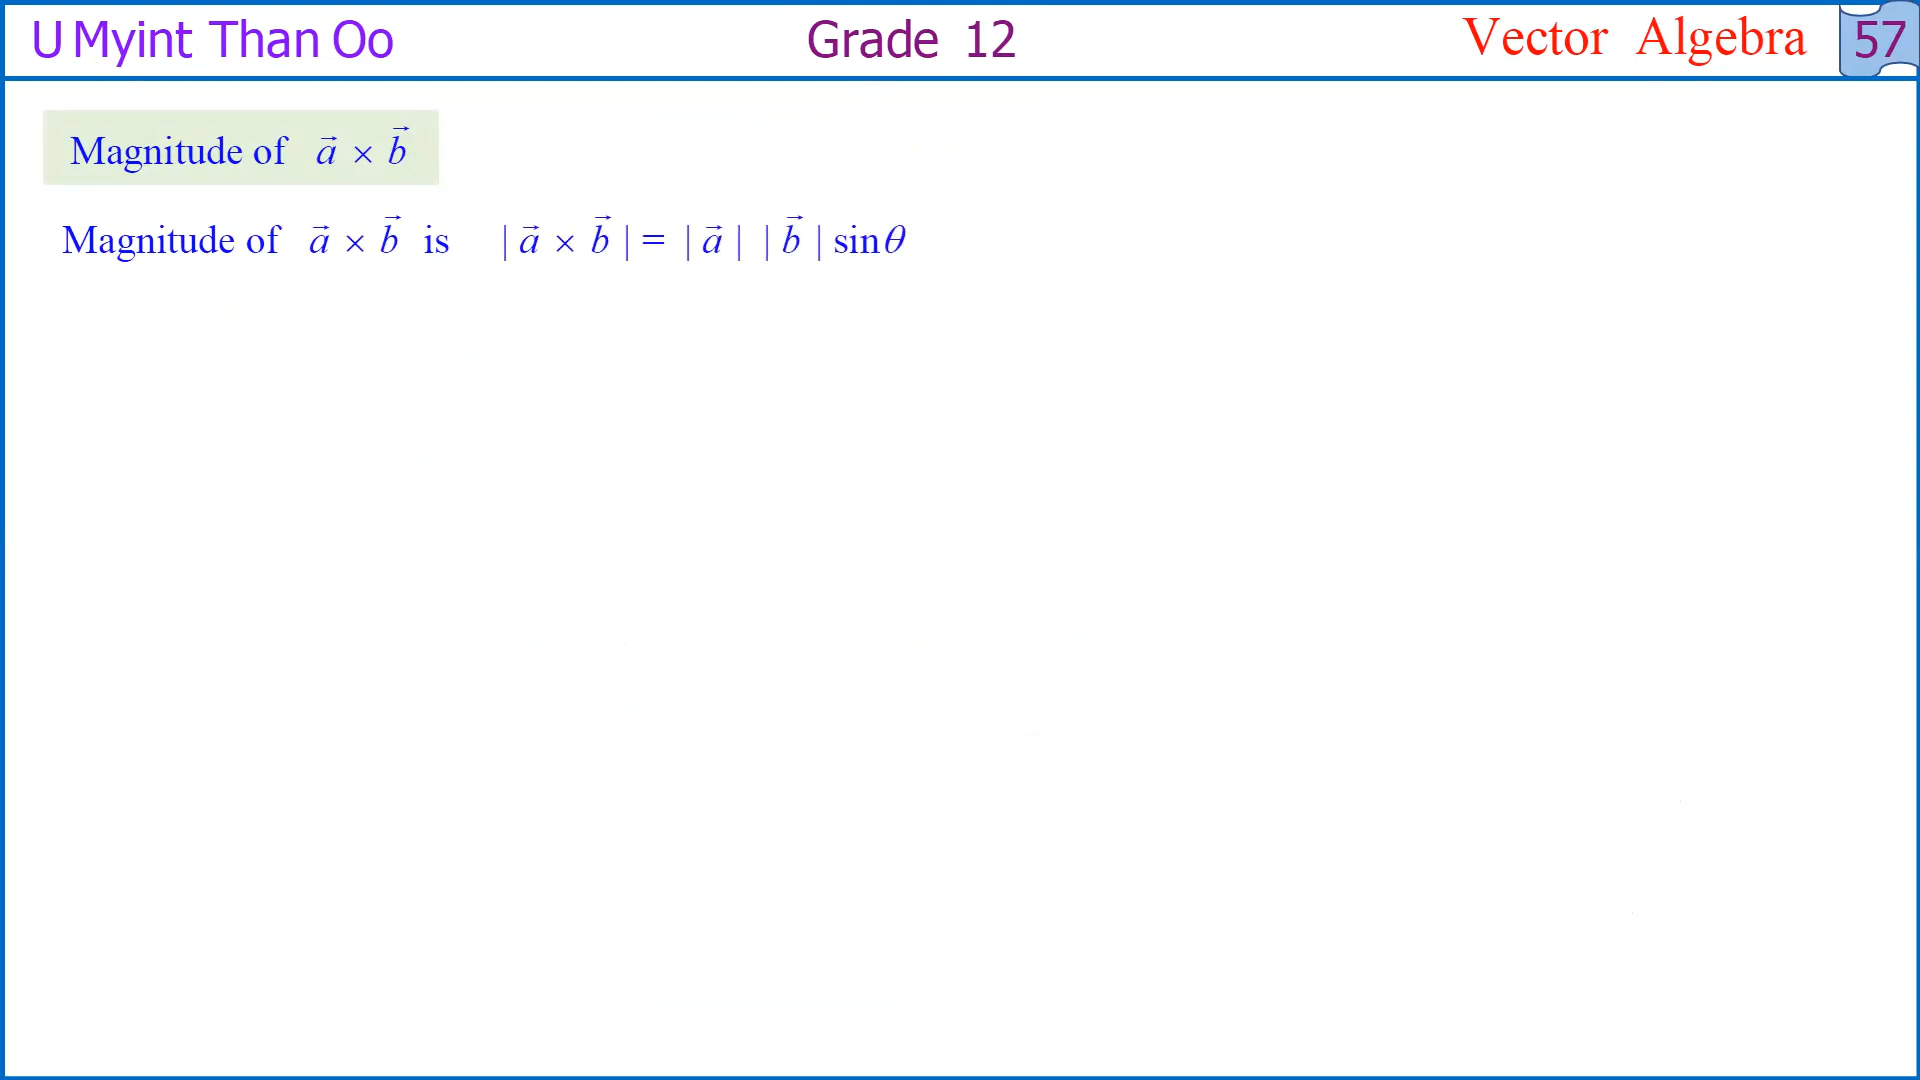 U Myint Than Oo Grade 12 Vector Algebra 57
Magnitude of a⃗ × b⃗
Magnitude of a⃗ × b⃗ is | a⃗ × b⃗ | = | a⃗ | | b⃗ | sinθ